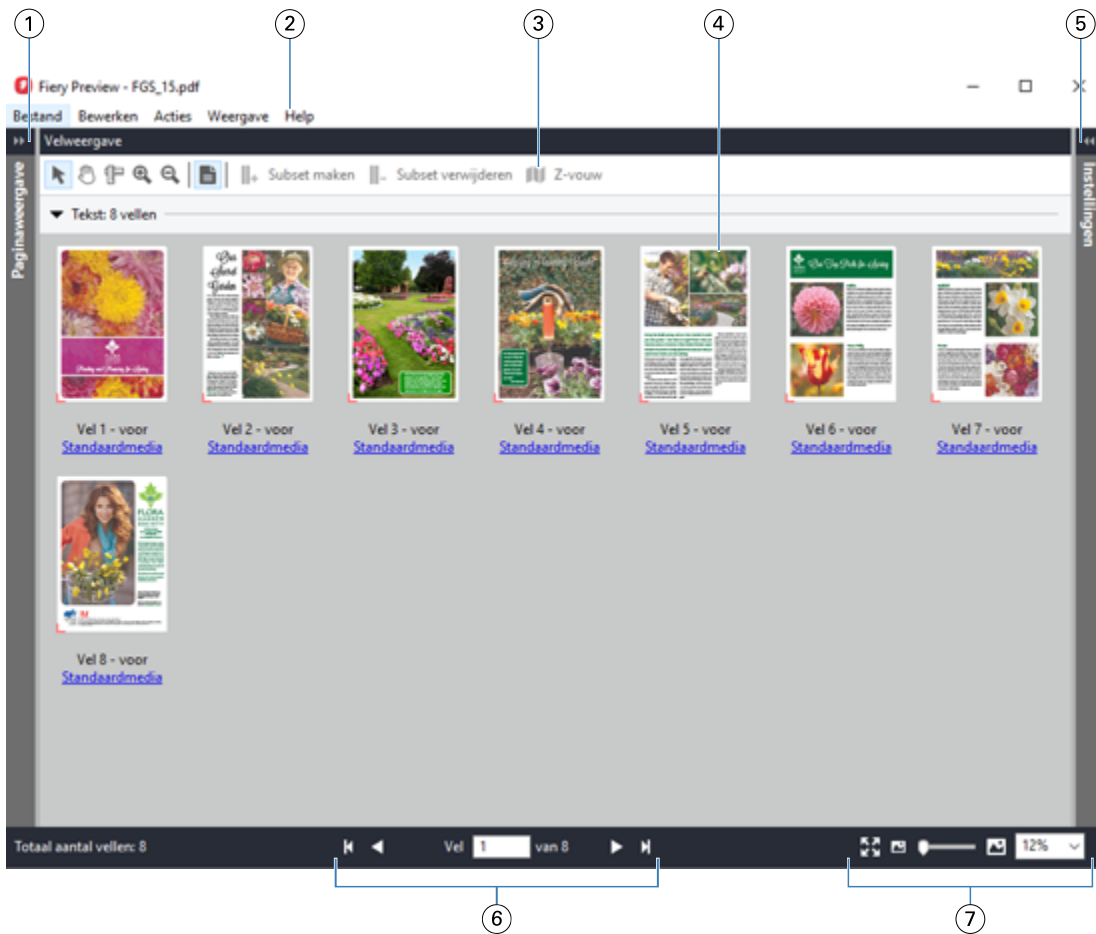 1 2 3 4 5
Fiery Preview - FGS_15.pdf
Bestand Bewerken Acties Weergave Help
Velweergave
Paginaweergave
Instellingen
Subset maken Subset verwijderen Z-vouw
Tekst: 8 vellen
Vel 1 - voor Vel 2 - voor Vel 3 - voor Vel 4 - voor Vel 5 - voor Vel 6 - voor Vel 7 - voor
Standaardmedia Standaardmedia Standaardmedia Standaardmedia Standaardmedia Standaardmedia Standaardmedia
FLORA
Vel 8 - voor
Standaardmedia
Totaal aantal vellen: 8 Vel 1 van 8 12%
6 7